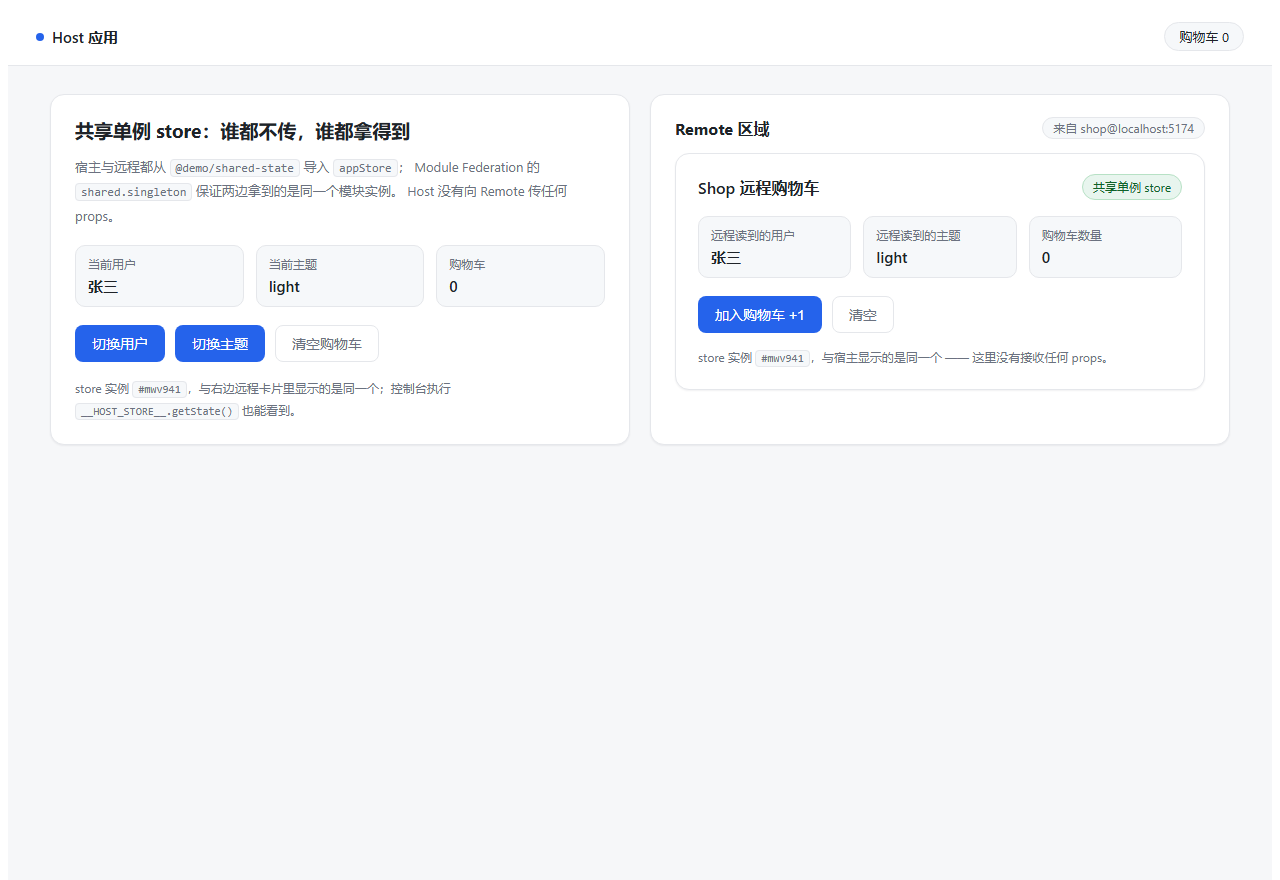 Host 应用
购物车 0
共享单例 store：谁都不传，谁都拿得到
宿主与远程都从 @demo/shared-state 导入 appStore； Module Federation 的
shared.singleton 保证两边拿到的是同一个模块实例。 Host 没有向 Remote 传任何
props。
当前用户
张三
当前主题
light
购物车
0
切换用户
切换主题
清空购物车
store 实例 #mwv941，与右边远程卡片里显示的是同一个；控制台执行
__HOST_STORE__.getState() 也能看到。
Remote 区域
来自 shop@localhost:5174
Shop 远程购物车
共享单例 store
远程读到的用户
张三
远程读到的主题
light
购物车数量
0
加入购物车 +1
清空
store 实例 #mwv941，与宿主显示的是同一个 —— 这里没有接收任何 props。